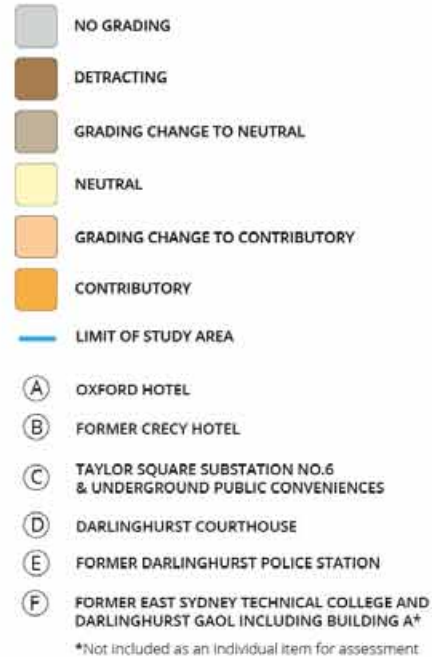 NO GRADING
DETRACTING
GRADING CHANGE TO NEUTRAL
NEUTRAL
GRADING CHANGE TO CONTRIBUTORY
CONTRIBUTORY
LIMIT OF STUDY AREA
A OXFORD HOTEL
B FORMER CRECY HOTEL
C TAYLOR SQUARE SUBSTATION NO.6
& UNDERGROUND PUBLIC CONVENIENCES
D DARLINGHURST COURTHOUSE
E FORMER DARLINGHURST POLICE STATION
F FORMER EAST SYDNEY TECHNICAL COLLEGE AND
DARLINGHURST GAOL INCLUDING BUILDING A*
*Not included as an individual item for assessment